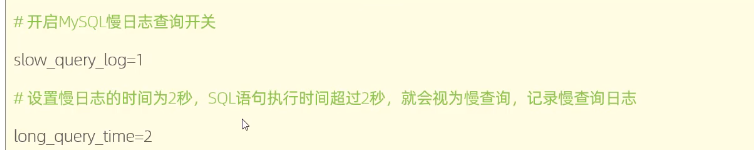 # 开启MySQL慢日志查询开关
slow_query_log=1
# 设置慢日志的时间为2秒，SQL语句执行时间超过2秒，就会视为慢查询，记录慢查询日志
long_query_time=2